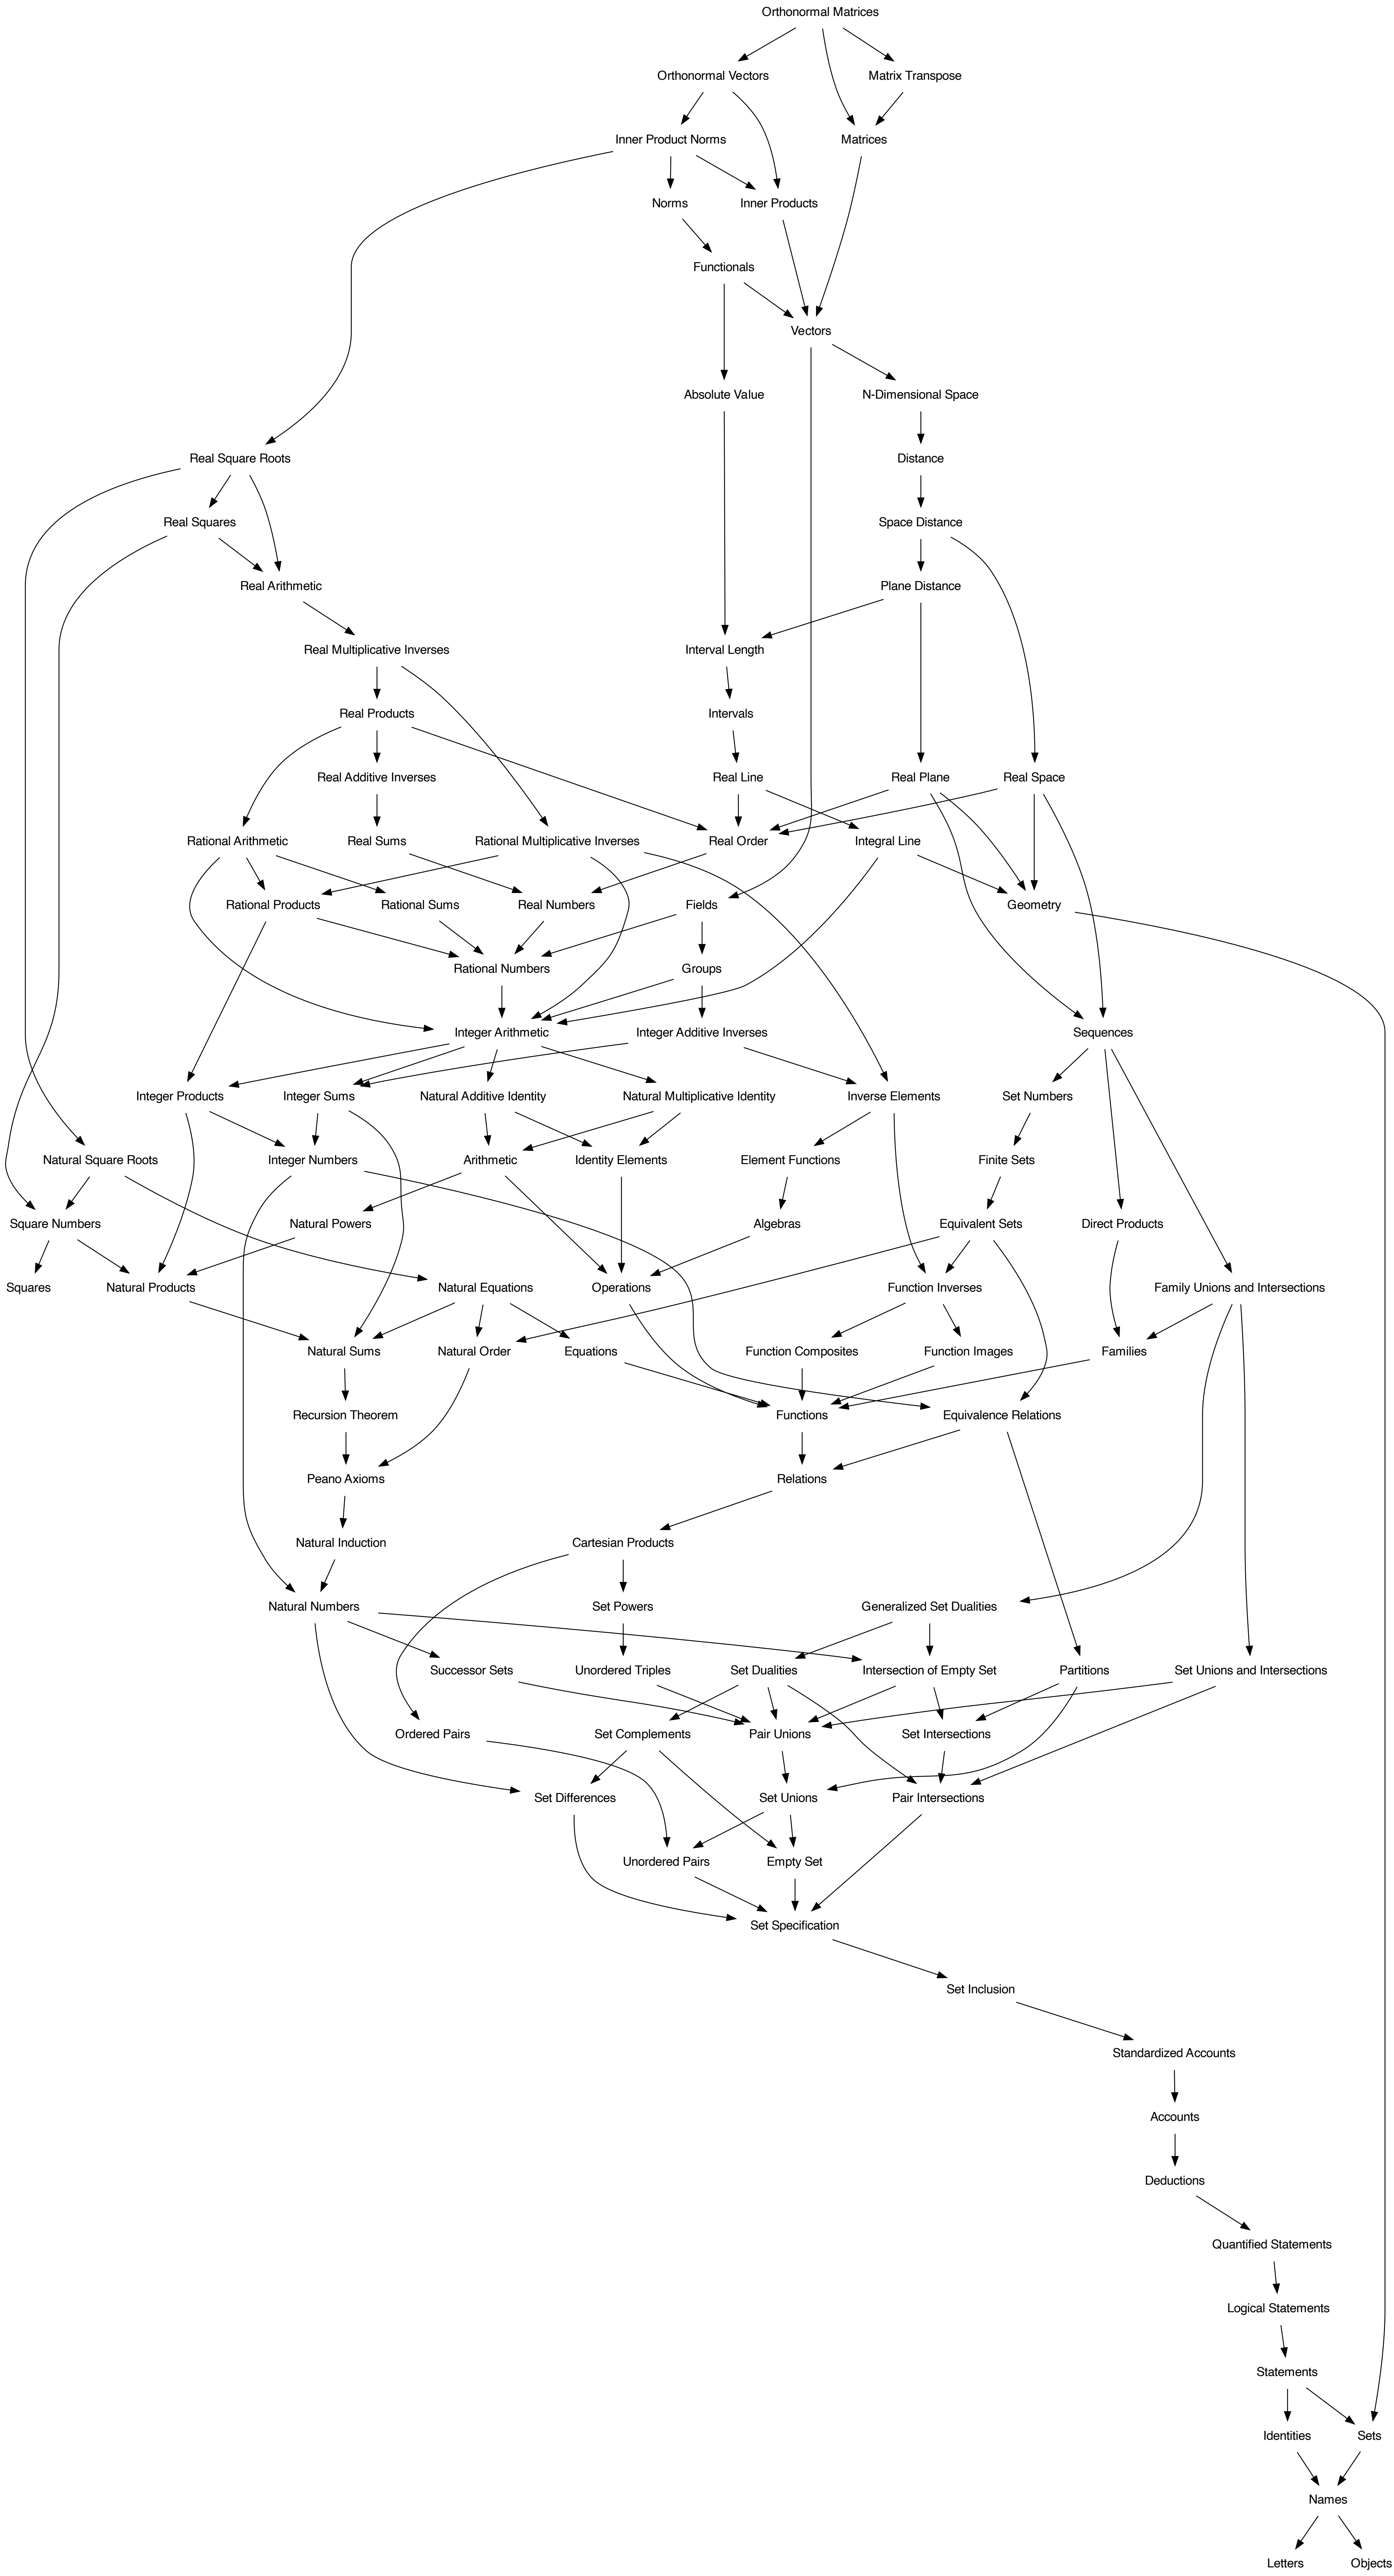 Orthonormal Matrices
Orthonormal Vectors
Matrix Transpose
Inner Product Norms
Matrices
Norms
Inner Products
Functionals
Vectors
Absolute Value
N-Dimensional Space
Real Square Roots
Distance
Real Squares
Space Distance
Real Arithmetic
Plane Distance
Real Multiplicative Inverses
Interval Length
Real Products
Intervals
Real Additive Inverses
Real Line
Real Plane
Real Space
Rational Arithmetic
Real Sums
Rational Multiplicative Inverses
Real Order
Integral Line
Rational Products
Rational Sums
Real Numbers
Fields
Geometry
Rational Numbers
Groups
Integer Arithmetic
Integer Additive Inverses
Sequences
Integer Products
Integer Sums
Natural Additive Identity
Natural Multiplicative Identity
Inverse Elements
Set Numbers
Natural Square Roots
Integer Numbers
Arithmetic
Identity Elements
Element Functions
Finite Sets
Square Numbers
Natural Powers
Algebras
Equivalent Sets
Direct Products
Squares
Natural Products
Natural Equations
Operations
Function Inverses
Family Unions and Intersections
Natural Sums
Natural Order
Equations
Function Composites
Function Images
Families
Recursion Theorem
Functions
Equivalence Relations
Peano Axioms
Relations
Natural Induction
Cartesian Products
Natural Numbers
Set Powers
Generalized Set Dualities
Successor Sets
Unordered Triples
Set Dualities
Intersection of Empty Set
Partitions
Set Unions and Intersections
Ordered Pairs
Set Complements
Pair Unions
Set Intersections
Set Differences
Set Unions
Pair Intersections
Unordered Pairs
Empty Set
Set Specification
Set Inclusion
Standardized Accounts
Accounts
Deductions
Quantified Statements
Logical Statements
Statements
Identities
Sets
Names
Letters
Objects